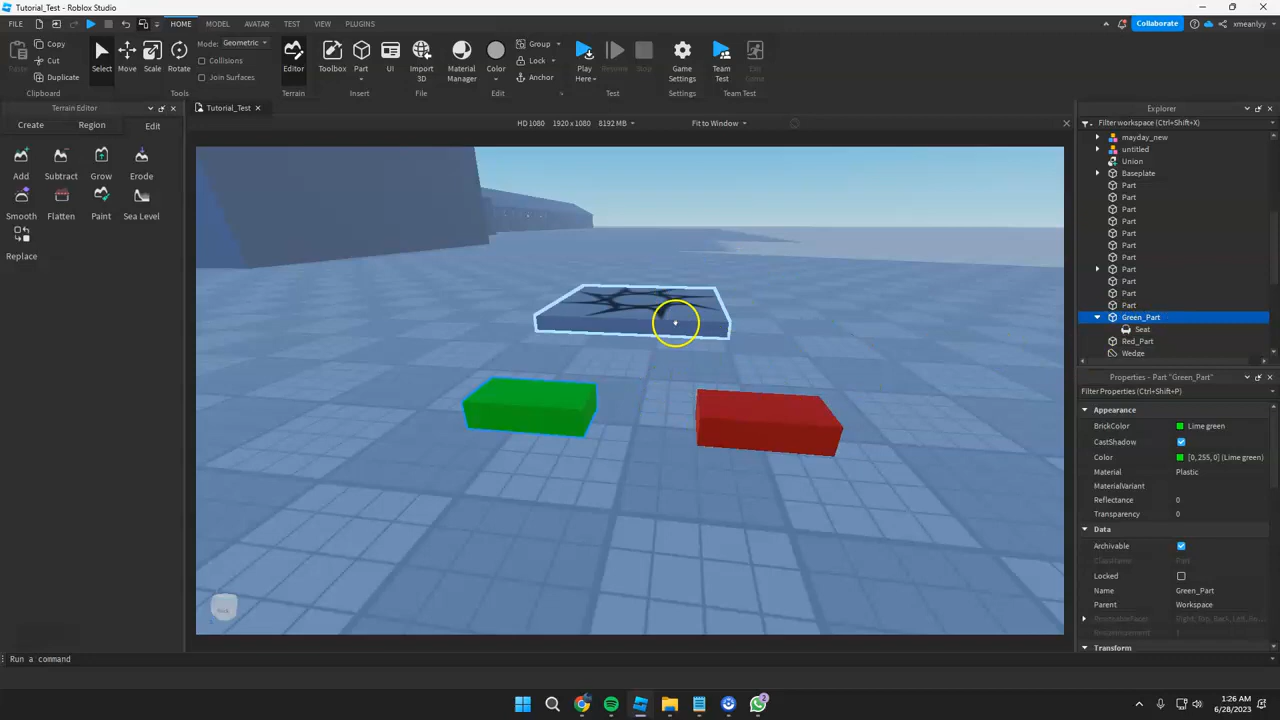 Tutorial_Test - Roblox Studio
FILE HOME MODEL AVATAR TEST VIEW PLUGINS Collaborate xmeanlyy
Copy
Cut
Duplicate
Clipboard
Select Move Scale Rotate
Mode: Geometric
Collisions
Join Surfaces
Tools
Editor
Terrain
Toolbox Part UI
Insert
Import 3D
File
Material Manager
Color
Group
Lock
Anchor
Edit
Play Here
Test
Game Settings
Settings
Team Test
Team Test
Terrain Editor
Create Region Edit
Add Subtract Grow Erode
Smooth Flatten Paint Sea Level
Replace
Tutorial_Test
HD 1080 1920 x 1080 8192 MB Fit to Window
Explorer
Filter workspace (Ctrl+Shift+X)
mayday_new
untitled
Union
Baseplate
Part
Part
Part
Part
Part
Part
Part
Part
Part
Part
Part
Green_Part
Seat
Red_Part
Wedge
Properties - Part "Green_Part"
Filter Properties (Ctrl+Shift+P)
Appearance
BrickColor Lime green
CastShadow
Color [0, 255, 0] (Lime green)
Material Plastic
MaterialVariant
Reflectance 0
Transparency 0
Data
Archivable
ClassName Part
Locked
Name Green_Part
Parent Workspace
Transform
Run a command
2
1:26 AM
6/28/2023